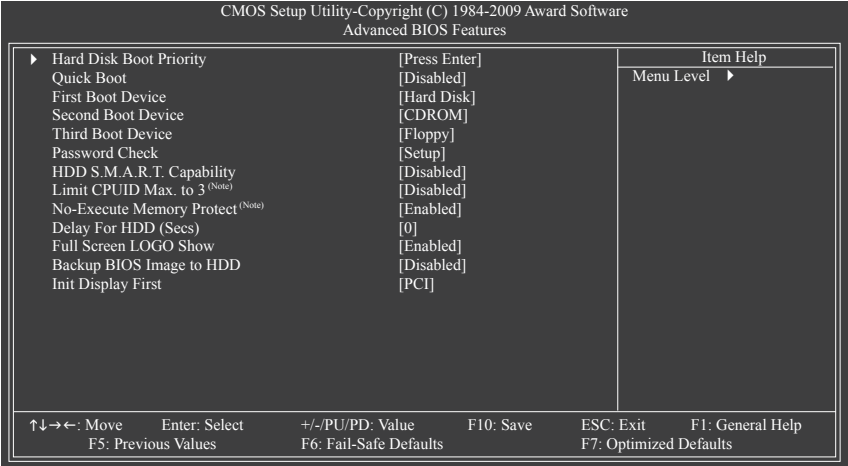 CMOS Setup Utility-Copyright (C) 1984-2009 Award Software
Advanced BIOS Features
▶ Hard Disk Boot Priority [Press Enter]
Quick Boot [Disabled]
First Boot Device [Hard Disk]
Second Boot Device [CDROM]
Third Boot Device [Floppy]
Password Check [Setup]
HDD S.M.A.R.T. Capability [Disabled]
Limit CPUID Max. to 3 (Note) [Disabled]
No-Execute Memory Protect (Note) [Enabled]
Delay For HDD (Secs) [0]
Full Screen LOGO Show [Enabled]
Backup BIOS Image to HDD [Disabled]
Init Display First [PCI]
Item Help
Menu Level ▶
↑↓→←: Move Enter: Select +/-/PU/PD: Value F10: Save ESC: Exit F1: General Help
F5: Previous Values F6: Fail-Safe Defaults F7: Optimized Defaults